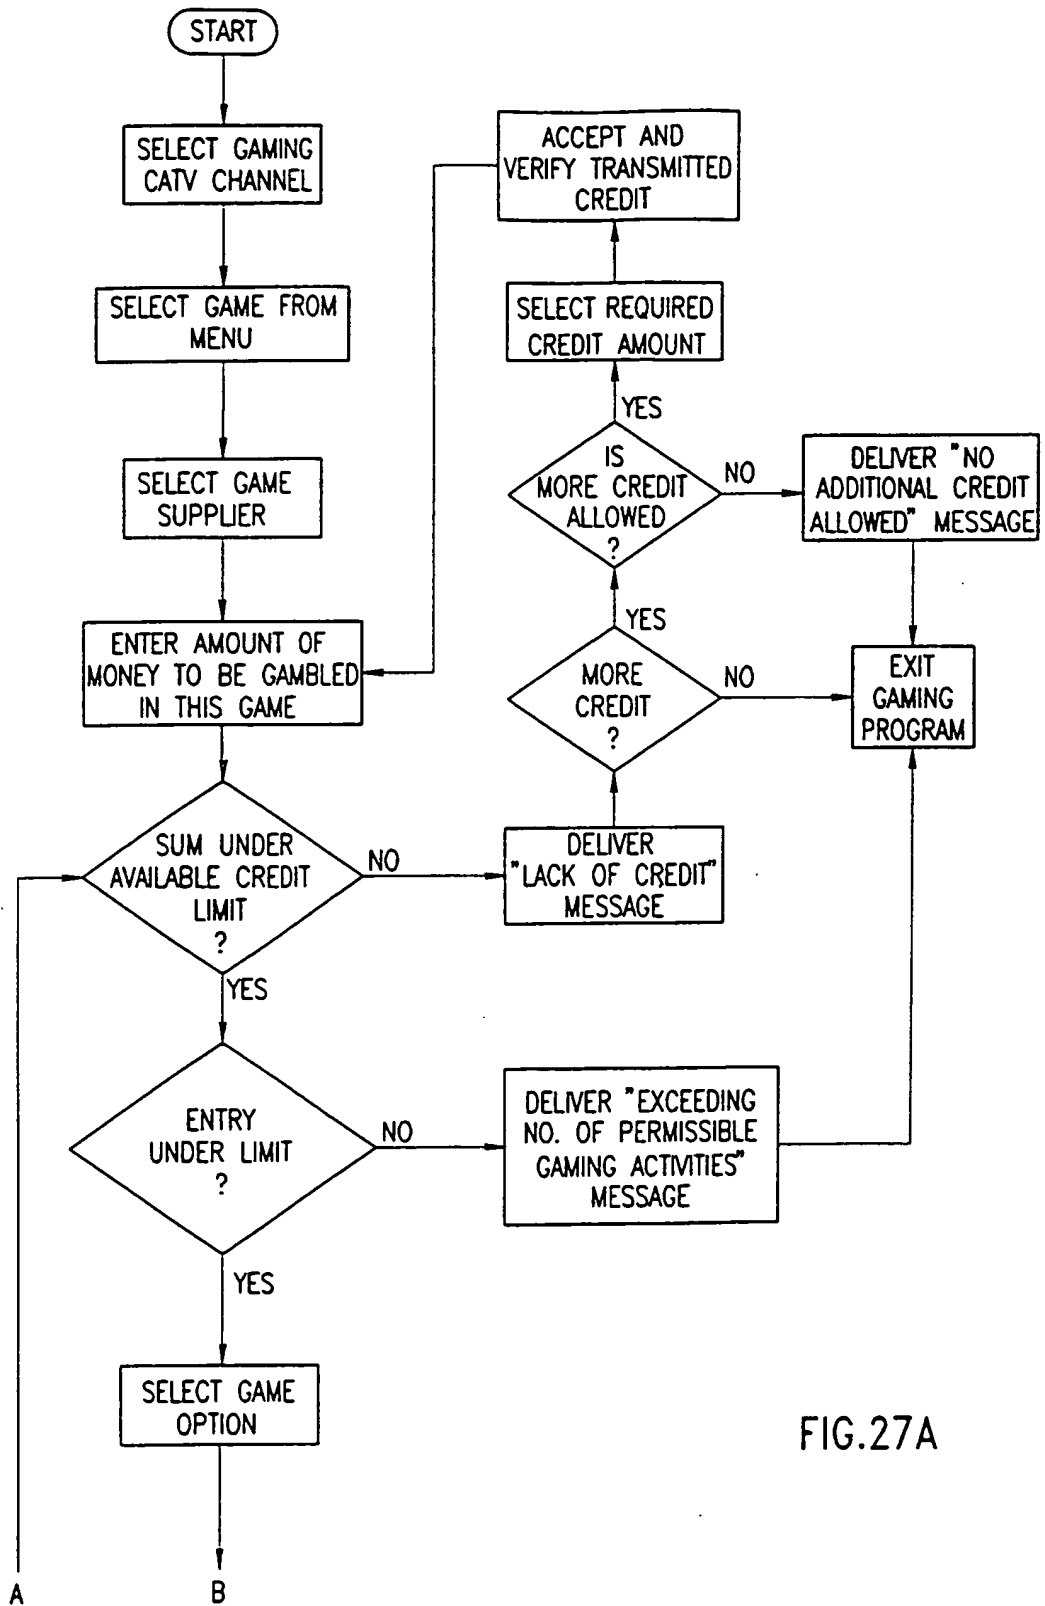 START
SELECT GAMING
CATV CHANNEL
SELECT GAME FROM
MENU
SELECT GAME
SUPPLIER
ENTER AMOUNT OF
MONEY TO BE GAMBLED
IN THIS GAME
SUM UNDER
AVAILABLE CREDIT
LIMIT
?
NO
YES
ENTRY
UNDER LIMIT
?
NO
YES
SELECT GAME
OPTION
A
B
ACCEPT AND
VERIFY TRANSMITTED
CREDIT
SELECT REQUIRED
CREDIT AMOUNT
YES
IS
MORE CREDIT
ALLOWED
?
NO
YES
MORE
CREDIT
?
NO
DELIVER
"LACK OF CREDIT"
MESSAGE
DELIVER "EXCEEDING
NO. OF PERMISSIBLE
GAMING ACTIVITIES"
MESSAGE
DELIVER "NO
ADDITIONAL CREDIT
ALLOWED" MESSAGE
EXIT
GAMING
PROGRAM
FIG.27A